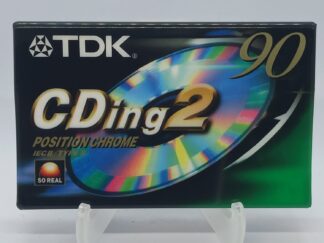 TDK
90
CDing2
POSITION CHROME
IEC II / TYPE II
SO REAL